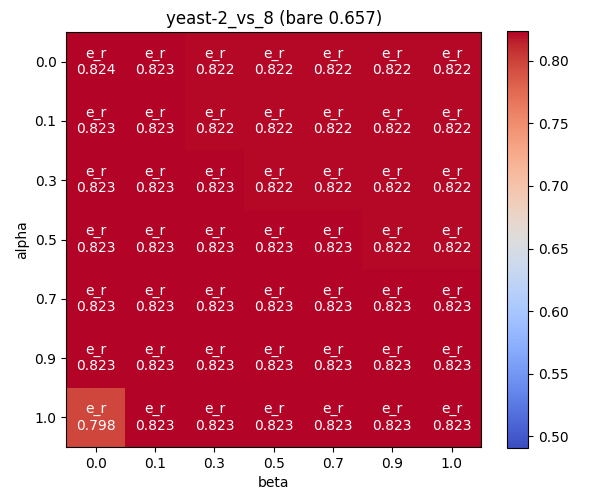 yeast-2_vs_8 (bare 0.657)
0.0
e_r e_r e_r e_r e_r e_r e_r
0.824 0.823 0.822 0.822 0.822 0.822 0.822
0.1
e_r e_r e_r e_r e_r e_r e_r
0.823 0.823 0.822 0.822 0.822 0.822 0.822
0.3
e_r e_r e_r e_r e_r e_r e_r
0.823 0.823 0.823 0.822 0.822 0.822 0.822
0.5
e_r e_r e_r e_r e_r e_r e_r
0.823 0.823 0.823 0.823 0.823 0.822 0.822
0.7
e_r e_r e_r e_r e_r e_r e_r
0.823 0.823 0.823 0.823 0.823 0.823 0.823
0.9
e_r e_r e_r e_r e_r e_r e_r
0.823 0.823 0.823 0.823 0.823 0.823 0.823
1.0
e_r e_r e_r e_r e_r e_r e_r
0.798 0.823 0.823 0.823 0.823 0.823 0.823
alpha
0.0 0.1 0.3 0.5 0.7 0.9 1.0
beta
0.80
0.75
0.70
0.65
0.60
0.55
0.50